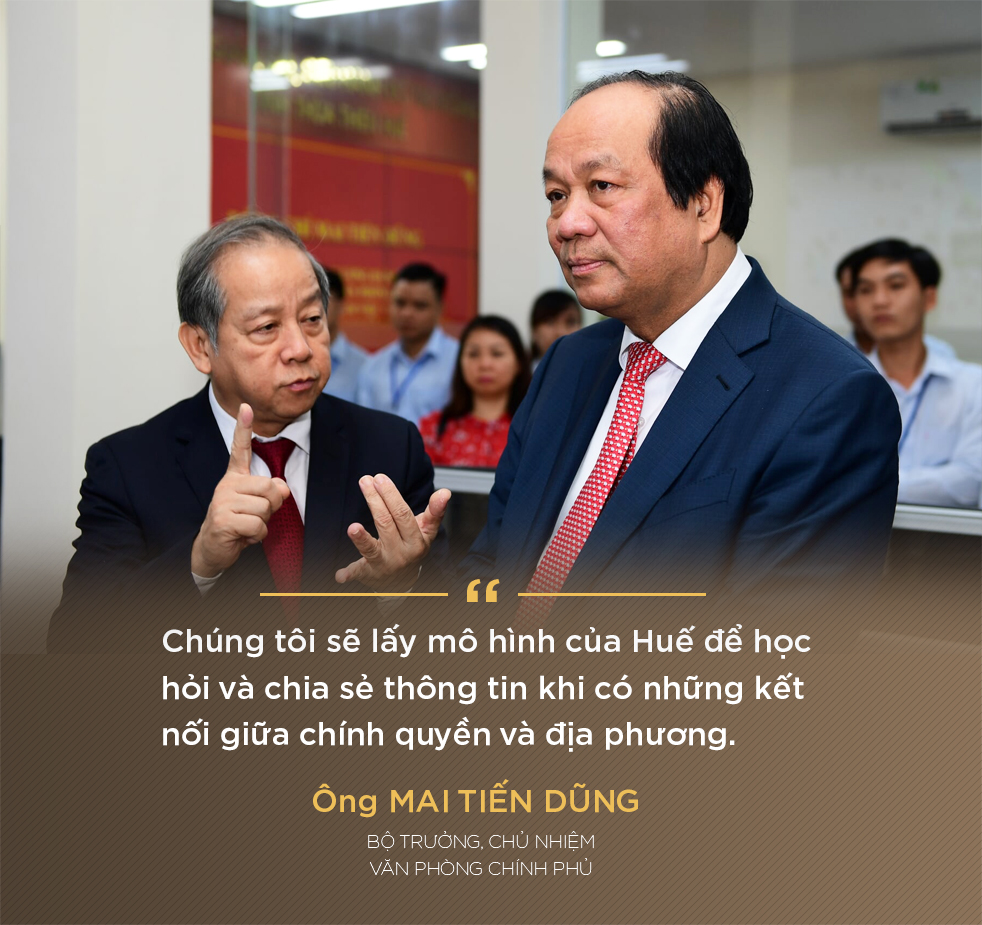 “
Chúng tôi sẽ lấy mô hình của Huế để học
hỏi và chia sẻ thông tin khi có những kết
nối giữa chính quyền và địa phương.
Ông MAI TIẾN DŨNG
BỘ TRƯỞNG, CHỦ NHIỆM
VĂN PHÒNG CHÍNH PHỦ